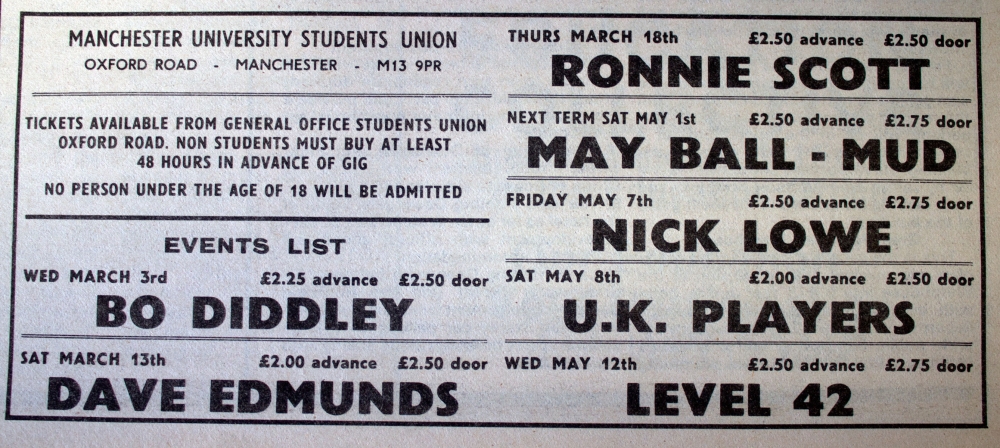 MANCHESTER UNIVERSITY STUDENTS UNION
OXFORD ROAD - MANCHESTER - M13 9PR
TICKETS AVAILABLE FROM GENERAL OFFICE STUDENTS UNION
OXFORD ROAD. NON STUDENTS MUST BUY AT LEAST
48 HOURS IN ADVANCE OF GIG
NO PERSON UNDER THE AGE OF 18 WILL BE ADMITTED
EVENTS LIST
WED MARCH 3rd £2.25 advance £2.50 door
BO DIDDLEY
SAT MARCH 13th £2.00 advance £2.50 door
DAVE EDMUNDS
THURS MARCH 18th £2.50 advance £2.50 door
RONNIE SCOTT
NEXT TERM SAT MAY 1st £2.50 advance £2.75 door
MAY BALL - MUD
FRIDAY MAY 7th £2.50 advance £2.75 door
NICK LOWE
SAT MAY 8th £2.00 advance £2.50 door
U.K. PLAYERS
WED MAY 12th £2.50 advance £2.75 door
LEVEL 42